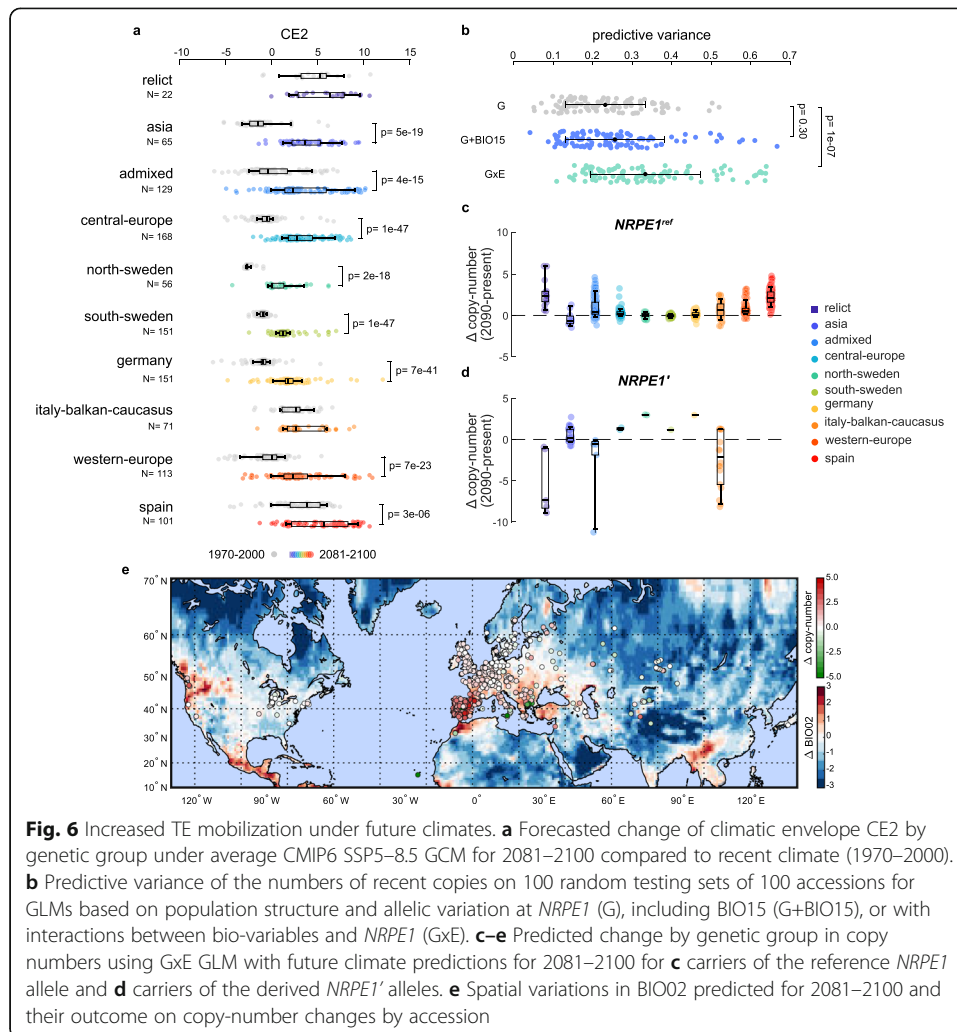 a
CE2
-10 -5 0 5 10 15
relict
N= 22
asia
N= 65
p= 5e-19
admixed
N= 129
p= 4e-15
central-europe
N= 168
p= 1e-47
north-sweden
N= 56
p= 2e-18
south-sweden
N= 151
p= 1e-47
germany
N= 151
p= 7e-41
italy-balkan-caucasus
N= 71
western-europe
N= 113
p= 7e-23
spain
N= 101
p= 3e-06
1970-2000 2081-2100
b
predictive variance
0 0.1 0.2 0.3 0.4 0.5 0.6 0.7
G
G+BIO15
GxE
p= 0.30
p= 1e-07
c
NRPE1ref
Δ copy-number
(2090-present)
10
5
0
-5
d
NRPE1'
Δ copy-number
(2090-present)
5
0
-5
-10
relict
asia
admixed
central-europe
north-sweden
south-sweden
germany
italy-balkan-caucasus
western-europe
spain
e
70° N
60° N
50° N
40° N
30° N
20° N
10° N
120° W 90° W 60° W 30° W 0° 30° E 60° E 90° E 120° E
5.0
2.5
0.0
-2.5
-5.0
Δ copy-number
3
2
1
0
-1
-2
-3
Δ BIO02
Fig. 6 Increased TE mobilization under future climates. a Forecasted change of climatic envelope CE2 by
genetic group under average CMIP6 SSP5–8.5 GCM for 2081–2100 compared to recent climate (1970–2000).
b Predictive variance of the numbers of recent copies on 100 random testing sets of 100 accessions for
GLMs based on population structure and allelic variation at NRPE1 (G), including BIO15 (G+BIO15), or with
interactions between bio-variables and NRPE1 (GxE). c–e Predicted change by genetic group in copy
numbers using GxE GLM with future climate predictions for 2081–2100 for c carriers of the reference NRPE1
allele and d carriers of the derived NRPE1' alleles. e Spatial variations in BIO02 predicted for 2081–2100 and
their outcome on copy-number changes by accession